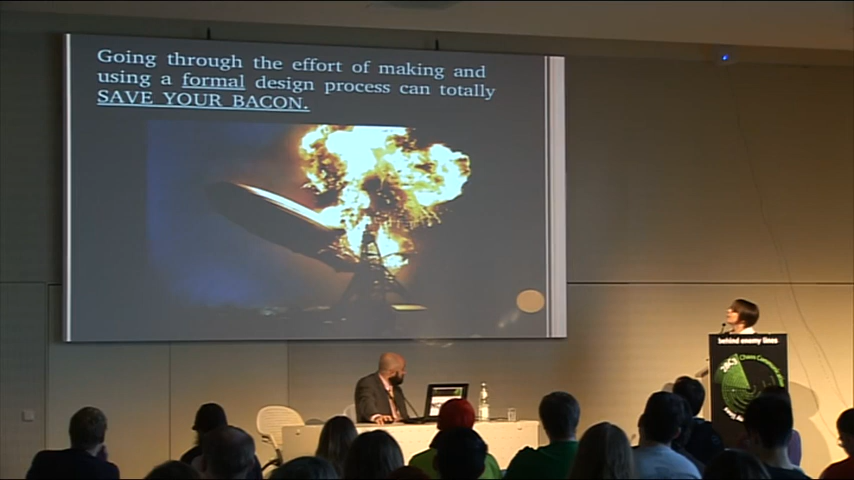 Going through the effort of making and
using a formal design process can totally
SAVE YOUR BACON.
behind enemy lines